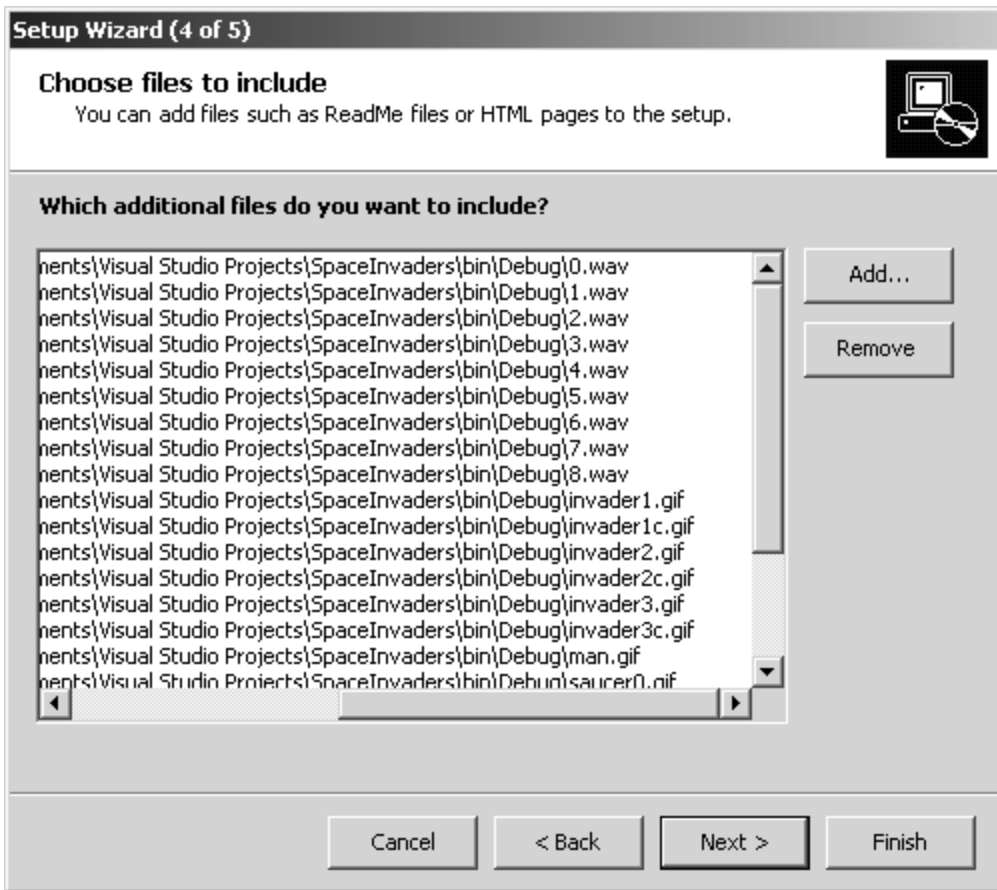 Setup Wizard (4 of 5)
Choose files to include
You can add files such as ReadMe files or HTML pages to the setup.
Which additional files do you want to include?
nents\Visual Studio Projects\SpaceInvaders\bin\Debug\0.wav
nents\Visual Studio Projects\SpaceInvaders\bin\Debug\1.wav
nents\Visual Studio Projects\SpaceInvaders\bin\Debug\2.wav
nents\Visual Studio Projects\SpaceInvaders\bin\Debug\3.wav
nents\Visual Studio Projects\SpaceInvaders\bin\Debug\4.wav
nents\Visual Studio Projects\SpaceInvaders\bin\Debug\5.wav
nents\Visual Studio Projects\SpaceInvaders\bin\Debug\6.wav
nents\Visual Studio Projects\SpaceInvaders\bin\Debug\7.wav
nents\Visual Studio Projects\SpaceInvaders\bin\Debug\8.wav
nents\Visual Studio Projects\SpaceInvaders\bin\Debug\invader1.gif
nents\Visual Studio Projects\SpaceInvaders\bin\Debug\invader1c.gif
nents\Visual Studio Projects\SpaceInvaders\bin\Debug\invader2.gif
nents\Visual Studio Projects\SpaceInvaders\bin\Debug\invader2c.gif
nents\Visual Studio Projects\SpaceInvaders\bin\Debug\invader3.gif
nents\Visual Studio Projects\SpaceInvaders\bin\Debug\invader3c.gif
nents\Visual Studio Projects\SpaceInvaders\bin\Debug\man.gif
nents\Visual Studio Projects\SpaceInvaders\bin\Debug\saucer0.gif
Add...
Remove
Cancel
< Back
Next >
Finish